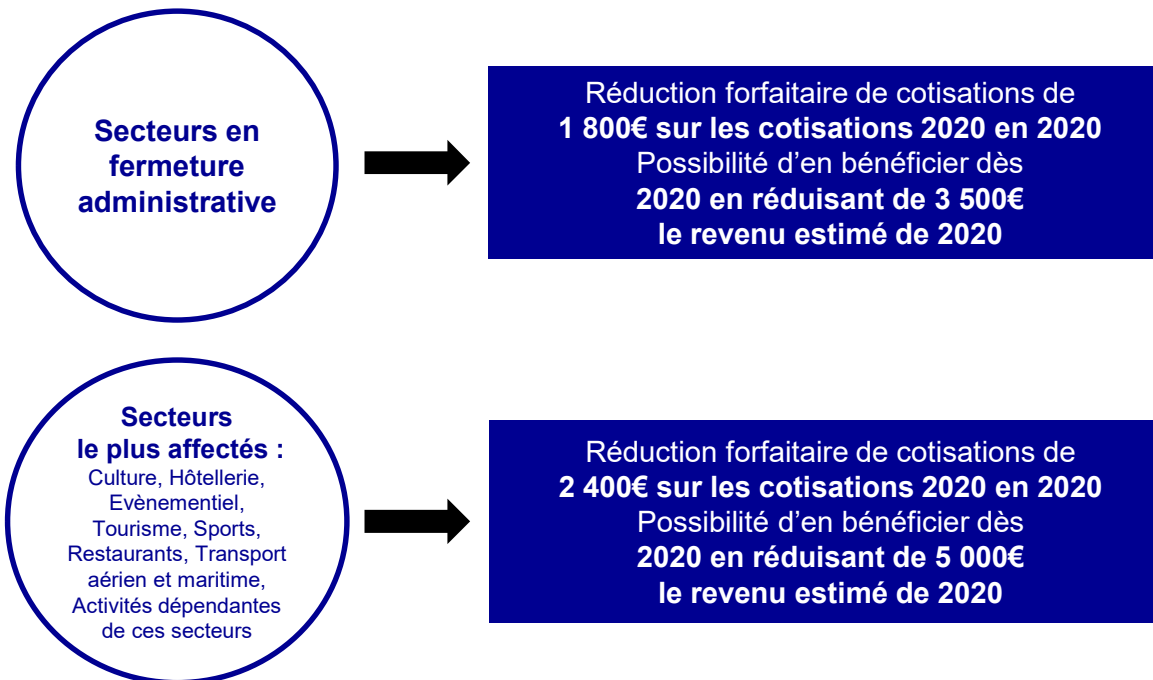 Secteurs en
fermeture
administrative
Réduction forfaitaire de cotisations de
1 800€ sur les cotisations 2020 en 2020
Possibilité d’en bénéficier dès
2020 en réduisant de 3 500€
le revenu estimé de 2020
Secteurs
le plus affectés :
Culture, Hôtellerie,
Evènementiel,
Tourisme, Sports,
Restaurants, Transport
aérien et maritime,
Activités dépendantes
de ces secteurs
Réduction forfaitaire de cotisations de
2 400€ sur les cotisations 2020 en 2020
Possibilité d’en bénéficier dès
2020 en réduisant de 5 000€
le revenu estimé de 2020